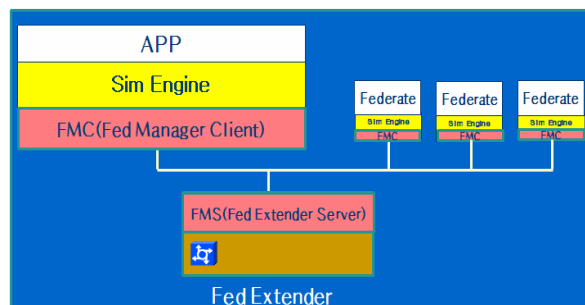 APP
Sim Engine
FMC(Fed Manager Client)
Federate
Sim Engine
FMC
Federate
Sim Engine
FMC
Federate
Sim Engine
FMC
FMS(Fed Extender Server)
Fed Extender